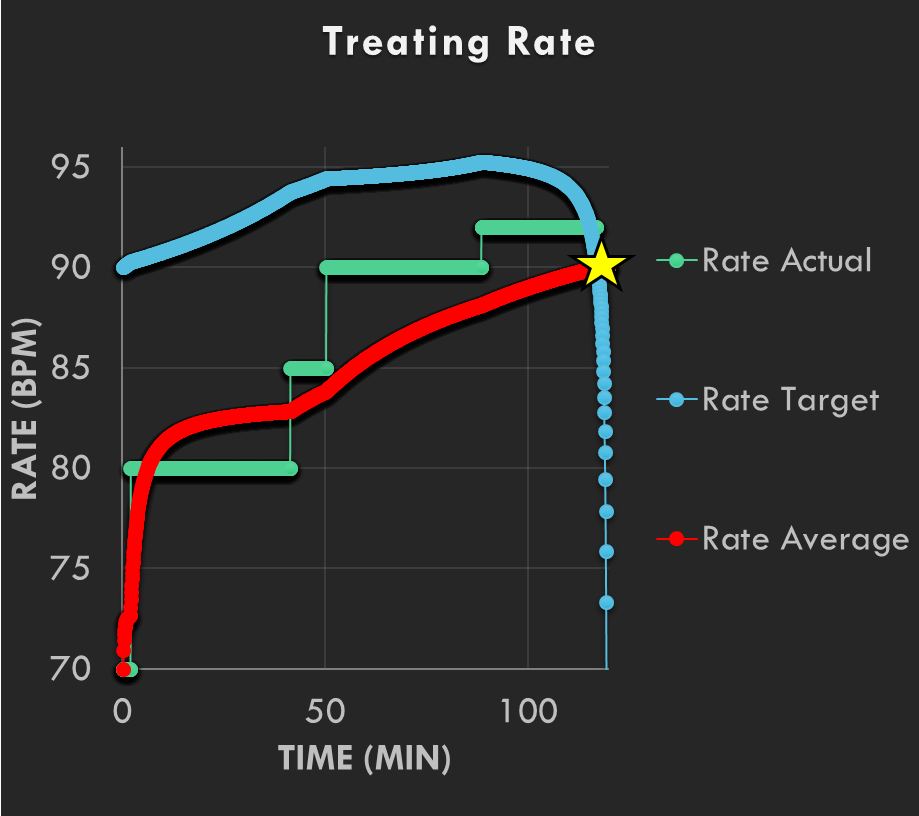 Treating Rate
95
90
85
80
75
70
RATE (BPM)
0 50 100
TIME (MIN)
Rate Actual
Rate Target
Rate Average